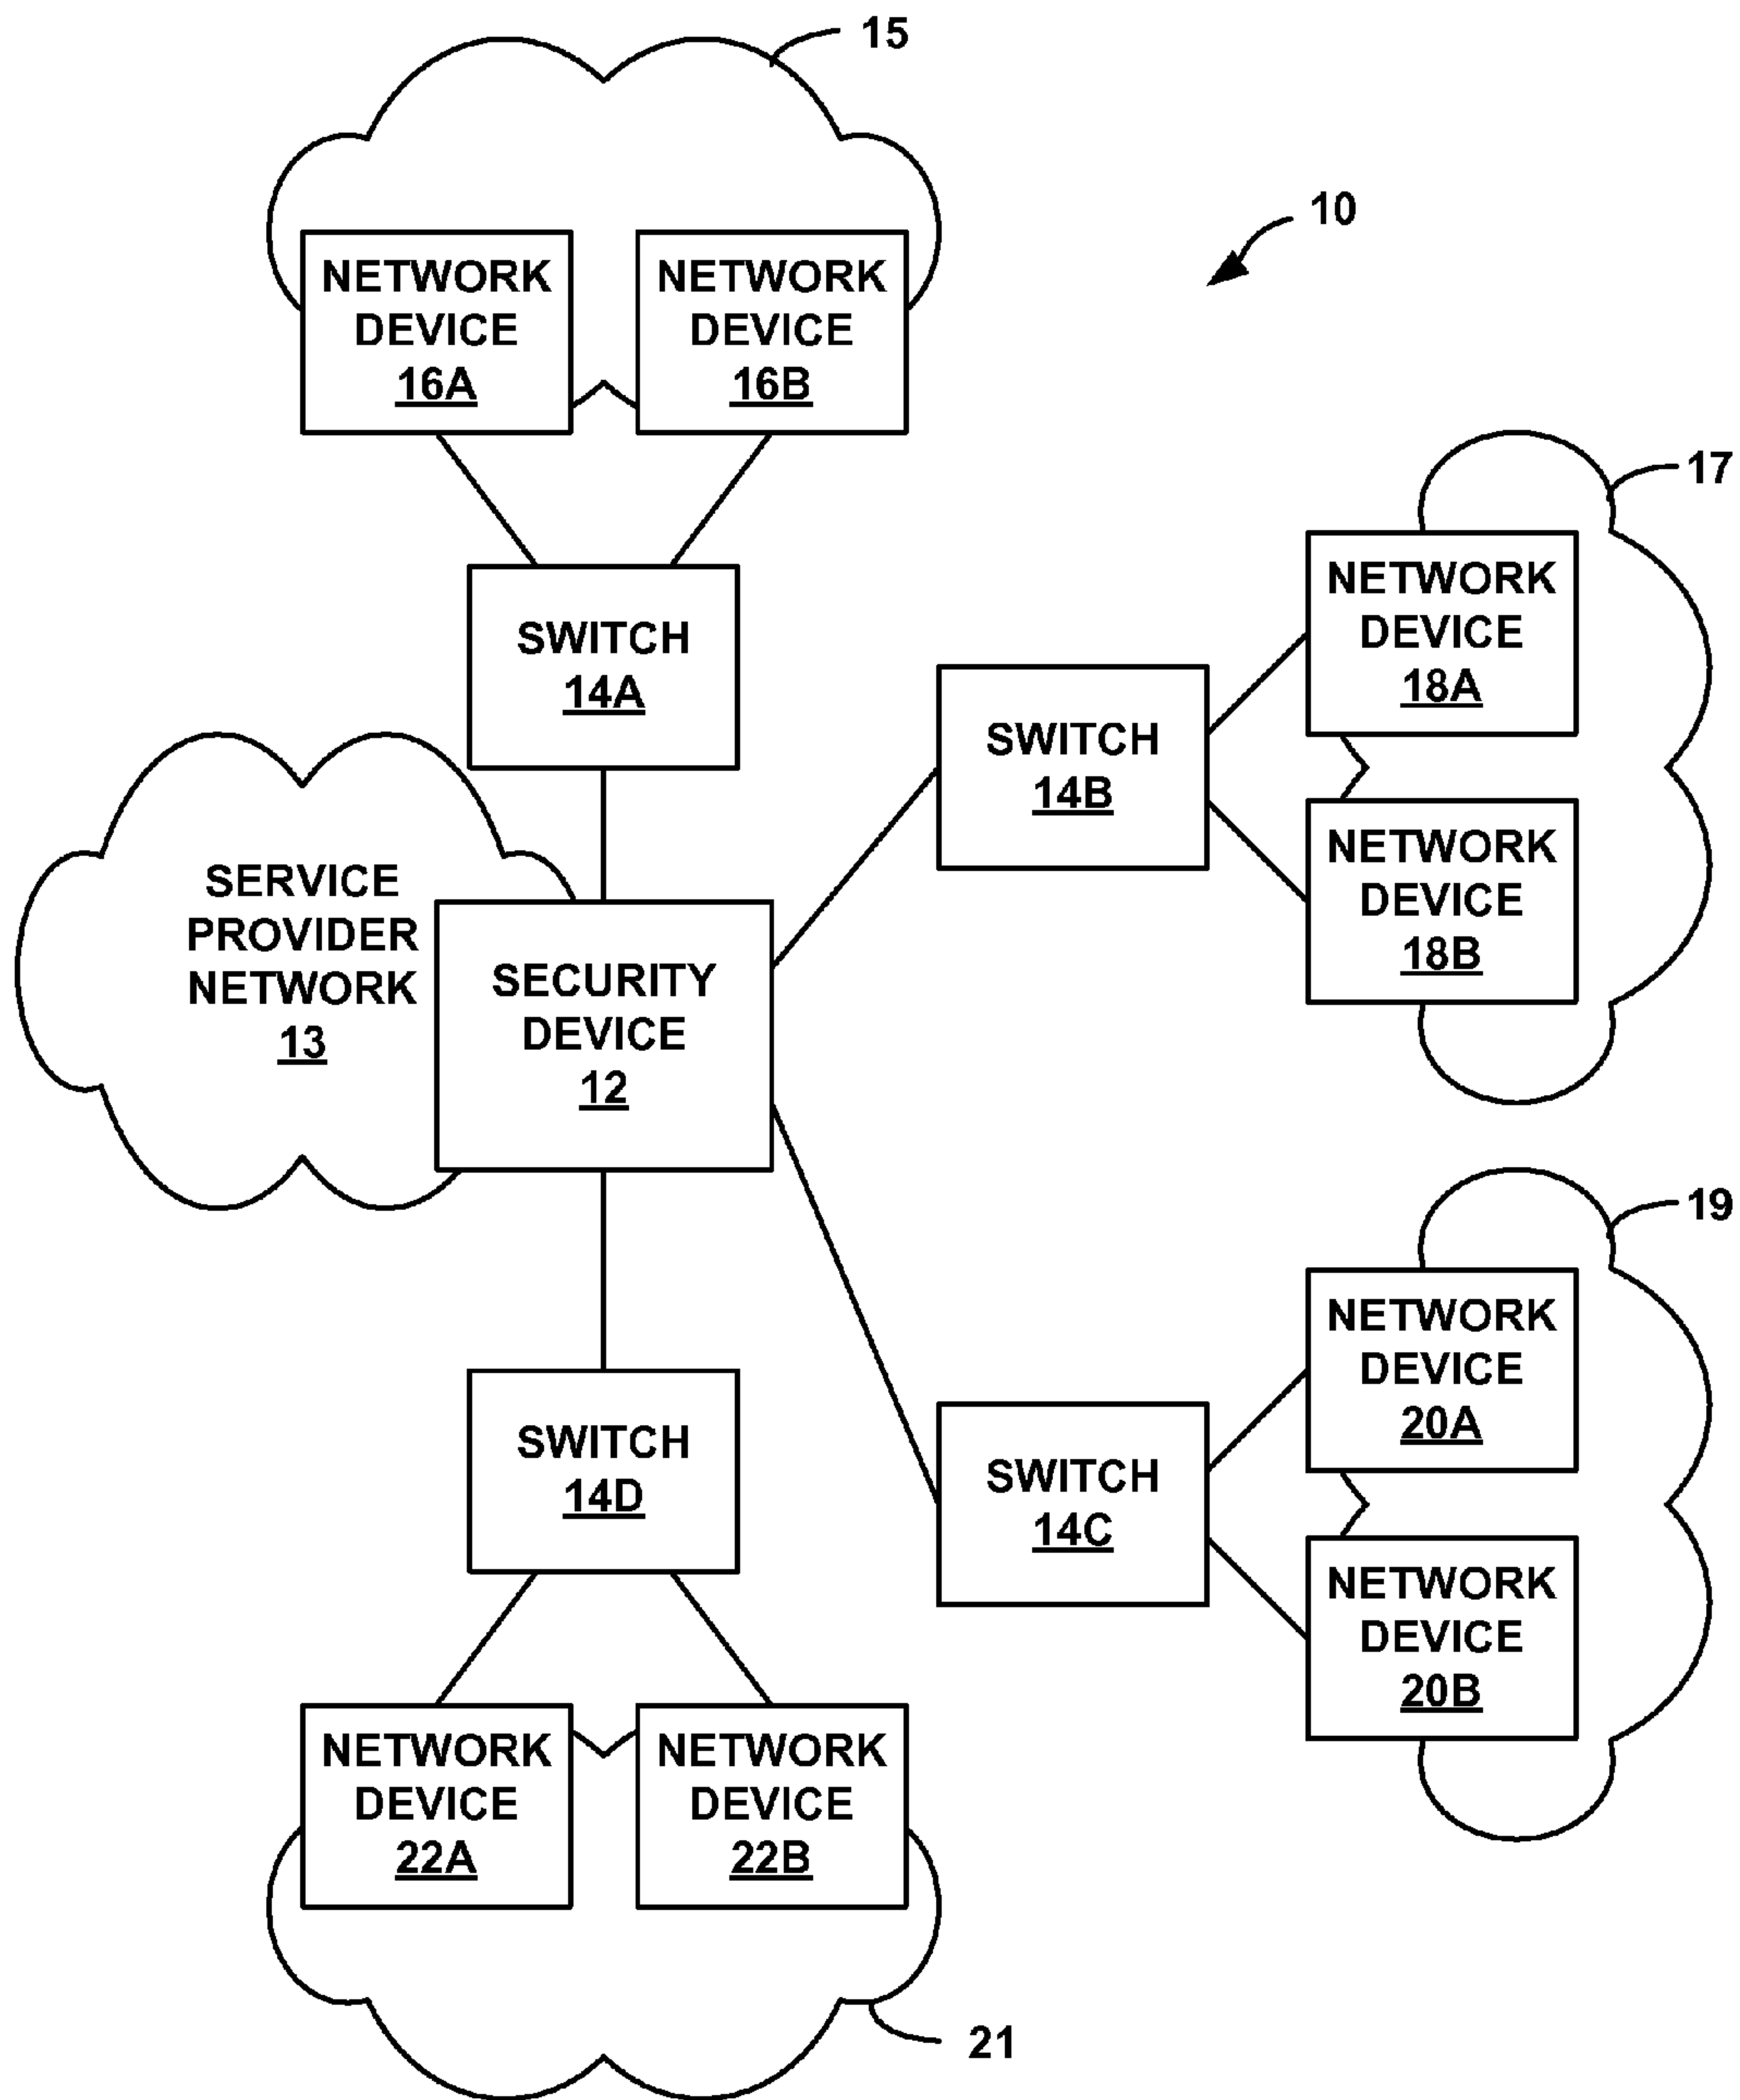 15
10
NETWORK
DEVICE
16A
NETWORK
DEVICE
16B
17
SWITCH
14A
NETWORK
DEVICE
18A
SWITCH
14B
NETWORK
DEVICE
18B
SERVICE
PROVIDER
NETWORK
13
SECURITY
DEVICE
12
19
NETWORK
DEVICE
20A
SWITCH
14D
SWITCH
14C
NETWORK
DEVICE
20B
NETWORK
DEVICE
22A
NETWORK
DEVICE
22B
21